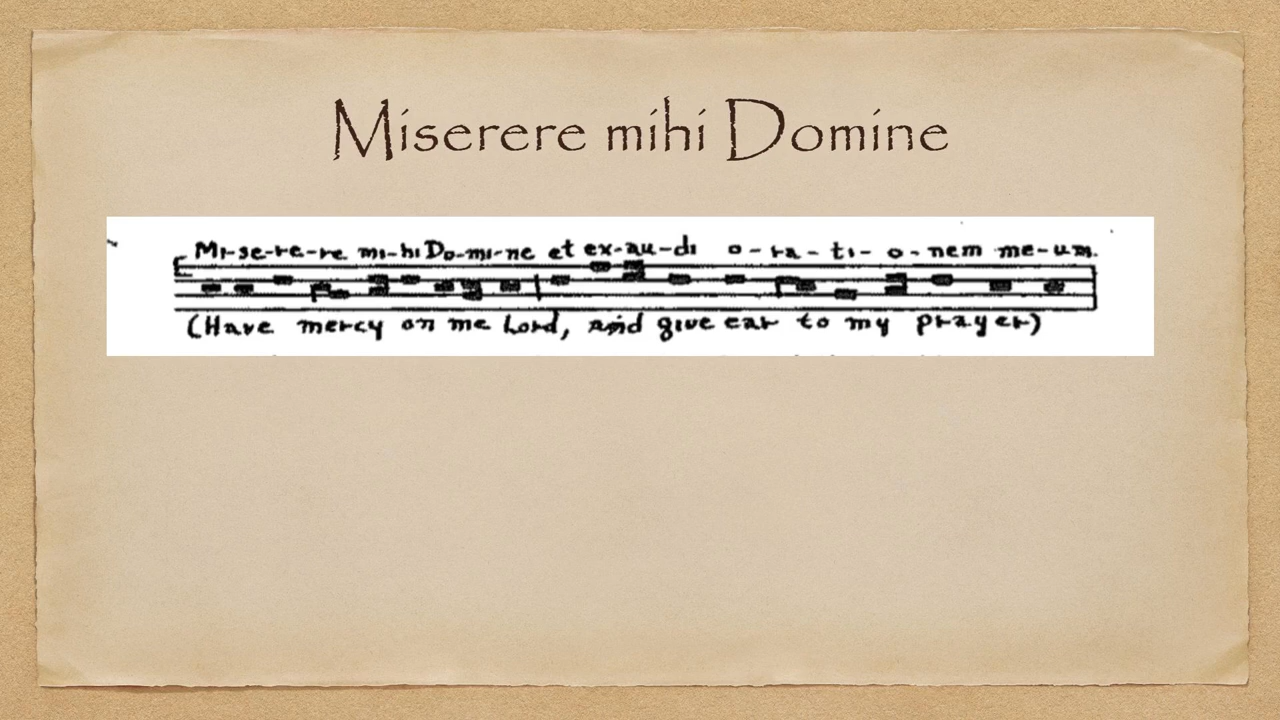 Miserere mihi Domine
Mi-se-re-re mi-hi Do-mi-ne et ex-au-di o-ra-ti-o-nem me-um.
(Have mercy on me Lord, and give ear to my prayer)